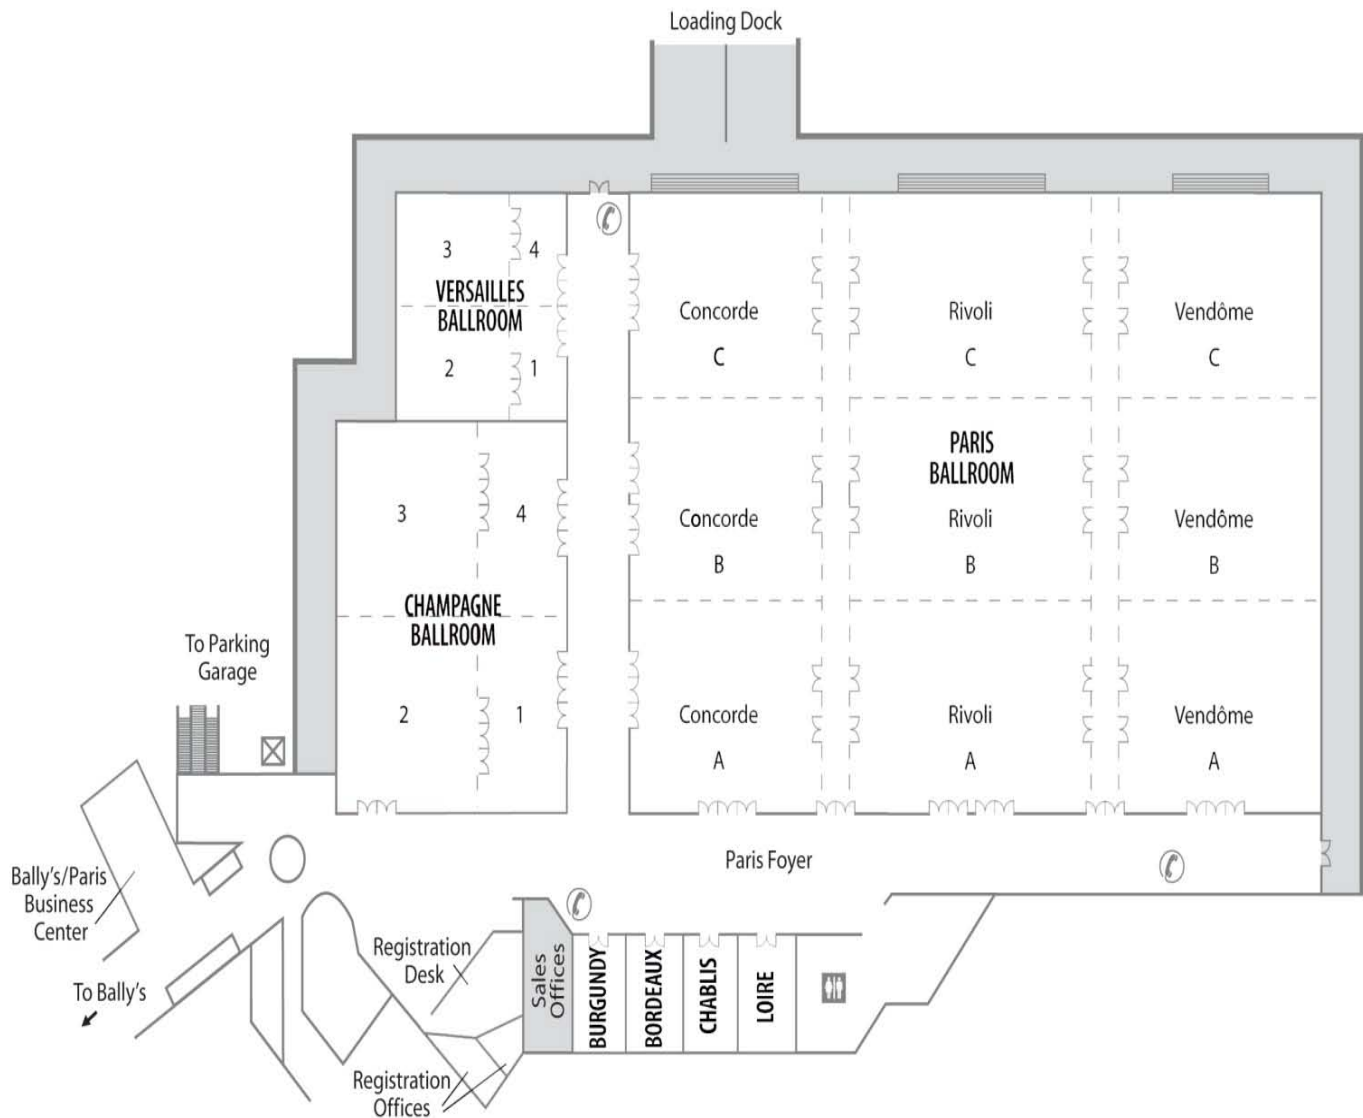 Loading Dock
3
4
VERSAILLES
BALLROOM
2
1
Concorde
C
Rivoli
C
Vendôme
C
PARIS
BALLROOM
3
4
Concorde
B
Rivoli
B
Vendôme
B
CHAMPAGNE
BALLROOM
To Parking
Garage
2
1
Concorde
A
Rivoli
A
Vendôme
A
Paris Foyer
Bally's/Paris
Business
Center
To Bally's
Registration
Desk
Sales
Offices
BURGUNDY
BORDEAUX
CHABLIS
LOIRE
Registration
Offices